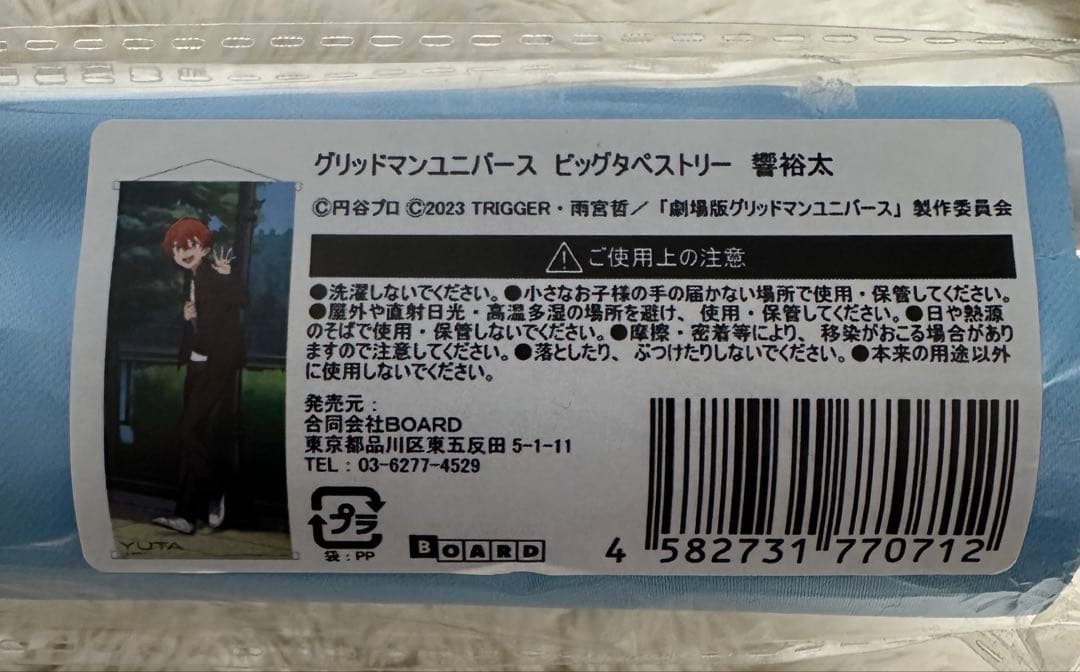 グリッドマンユニバース ビッグタペストリー 響裕太
©円谷プロ ©2023 TRIGGER・雨宮哲／「劇場版グリッドマンユニバース」製作委員会
ご使用上の注意
●洗濯しないでください。●小さなお子様の手の届かない場所で使用・保管してください。
●屋外や直射日光・高温多湿の場所を避け、使用・保管してください。●日や熱源
のそばで使用・保管しないでください。●摩擦・密着等により、移染がおこる場合があり
ますので注意してください。●落としたり、ぶつけたりしないでください。●本来の用途以外
に使用しないでください。
発売元：
合同会社BOARD
東京都品川区東五反田5-1-11
TEL：03-6277-4529
プラ
袋：PP
BOARD
4 582731 770712
YUTA